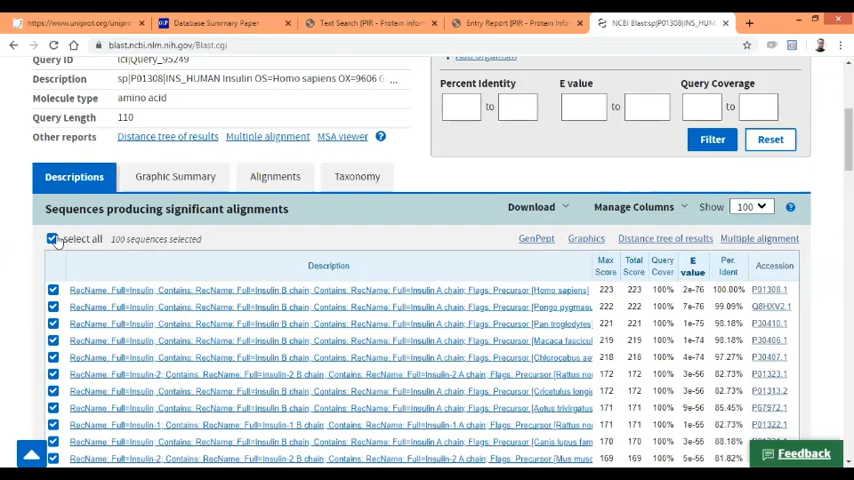 https://www.uniprot.org/unipro
Database Summary Paper
Text Search [PIR - Protein Inform
Entry Report [PIR - Protein Info
NCBI Blast:sp|P01308|INS_HUM
blast.ncbi.nlm.nih.gov/Blast.cgi
Query ID lcl|Query_95249
Description sp|P01308|INS_HUMAN Insulin OS=Homo sapiens OX=9606 G ...
Molecule type amino acid
Query Length 110
Other reports Distance tree of results Multiple alignment MSA viewer ?
Add organism
Percent Identity E value Query Coverage
to to to
Filter Reset
Descriptions Graphic Summary Alignments Taxonomy
Sequences producing significant alignments Download Manage Columns Show 100 ?
select all 100 sequences selected GenPept Graphics Distance tree of results Multiple alignment
Description Max Score Total Score Query Cover E value Per. Ident Accession
RecName: Full=Insulin; Contains: RecName: Full=Insulin B chain; Contains: RecName: Full=Insulin A chain; Flags: Precursor [Homo sapiens] 223 223 100% 2e-76 100.00% P01308.1
RecName: Full=Insulin; Contains: RecName: Full=Insulin B chain; Contains: RecName: Full=Insulin A chain; Flags: Precursor [Pongo pygmae 222 222 100% 7e-76 99.09% Q8HXV2.1
RecName: Full=Insulin; Contains: RecName: Full=Insulin B chain; Contains: RecName: Full=Insulin A chain; Flags: Precursor [Pan troglodytes] 221 221 100% 1e-75 98.18% P30410.1
RecName: Full=Insulin; Contains: RecName: Full=Insulin B chain; Contains: RecName: Full=Insulin A chain; Flags: Precursor [Macaca fascicul 219 219 100% 1e-74 98.18% P30406.1
RecName: Full=Insulin; Contains: RecName: Full=Insulin B chain; Contains: RecName: Full=Insulin A chain; Flags: Precursor [Chlorocebus aet 218 218 100% 4e-74 97.27% P30407.1
RecName: Full=Insulin-2; Contains: RecName: Full=Insulin-2 B chain; Contains: RecName: Full=Insulin-2 A chain; Flags: Precursor [Rattus nor 172 172 100% 3e-56 82.73% P01323.1
RecName: Full=Insulin; Contains: RecName: Full=Insulin B chain; Contains: RecName: Full=Insulin A chain; Flags: Precursor [Cricetulus longic 172 172 100% 3e-56 82.73% P01313.2
RecName: Full=Insulin; Contains: RecName: Full=Insulin B chain; Contains: RecName: Full=Insulin A chain; Flags: Precursor [Aotus trivirgatus 171 171 100% 9e-56 85.45% P67972.1
RecName: Full=Insulin-1; Contains: RecName: Full=Insulin-1 B chain; Contains: RecName: Full=Insulin-1 A chain; Flags: Precursor [Rattus nor 171 171 100% 1e-55 82.73% P01322.1
RecName: Full=Insulin; Contains: RecName: Full=Insulin B chain; Contains: RecName: Full=Insulin A chain; Flags: Precursor [Canis lupus fam 170 170 100% 3e-55 88.18%
RecName: Full=Insulin-2; Contains: RecName: Full=Insulin-2 B chain; Contains: RecName: Full=Insulin-2 A chain; Flags: Precursor [Mus musc 169 169 100% 5e-55 81.82%
Feedback